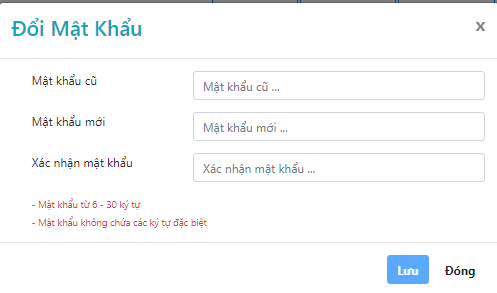 Đổi Mật Khẩu x
Mật khẩu cũ Mật khẩu cũ ...
Mật khẩu mới Mật khẩu mới ...
Xác nhận mật khẩu Xác nhận mật khẩu ...
- Mật khẩu từ 6 - 30 ký tự
- Mật khẩu không chứa các ký tự đặc biệt
Lưu Đóng